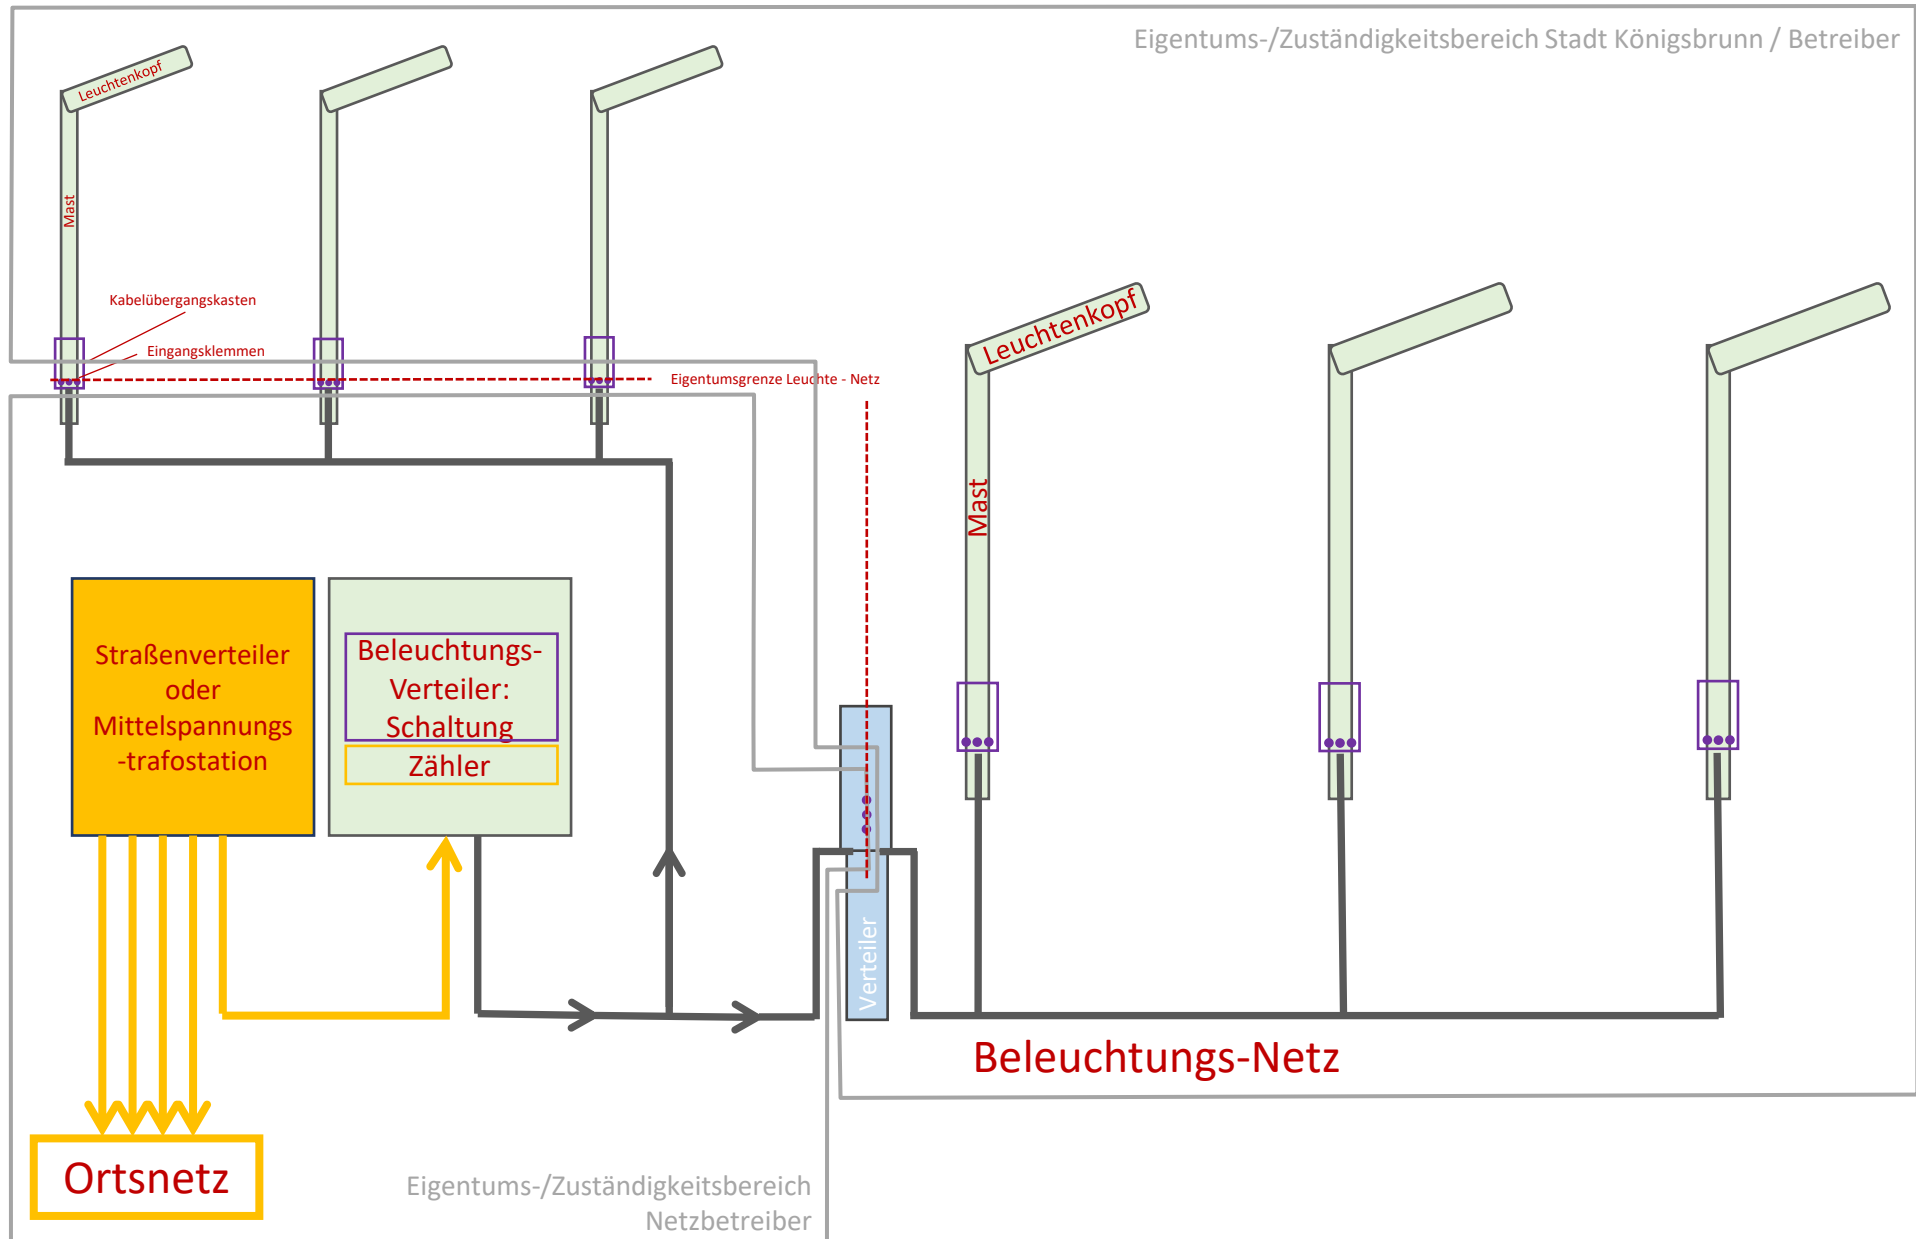 Eigentums-/Zuständigkeitsbereich Stadt Königsbrunn / Betreiber
Leuchtenkopf
Mast
Kabelübergangskasten
Eingangsklemmen
Eigentumsgrenze Leuchte - Netz
Leuchtenkopf
Mast
Straßenverteiler
oder
Mittelspannungs
-trafostation
Beleuchtungs-
Verteiler:
Schaltung
Zähler
Verteiler
Beleuchtungs-Netz
Ortsnetz
Eigentums-/Zuständigkeitsbereich
Netzbetreiber